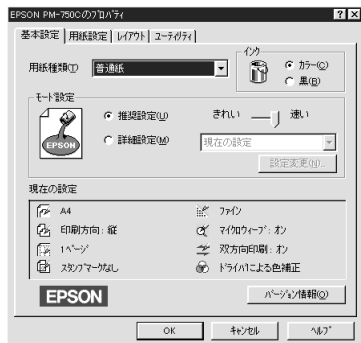 EPSON PM-750Cのプロパティ
基本設定 用紙設定 レイアウト ユーティリティ
用紙種類(T) 普通紙
インク
カラー(C)
黒(B)
モード設定
EPSON
推奨設定(U)
詳細設定(M)
きれい 速い
現在の設定
設定変更(N)...
現在の設定
A4 ファイン
印刷方向: 縦 マイクロウィーブ: オン
1ページ 双方向印刷: オン
スタンプマークなし ドライバによる色補正
EPSON
バージョン情報(O)
OK キャンセル ヘルプ